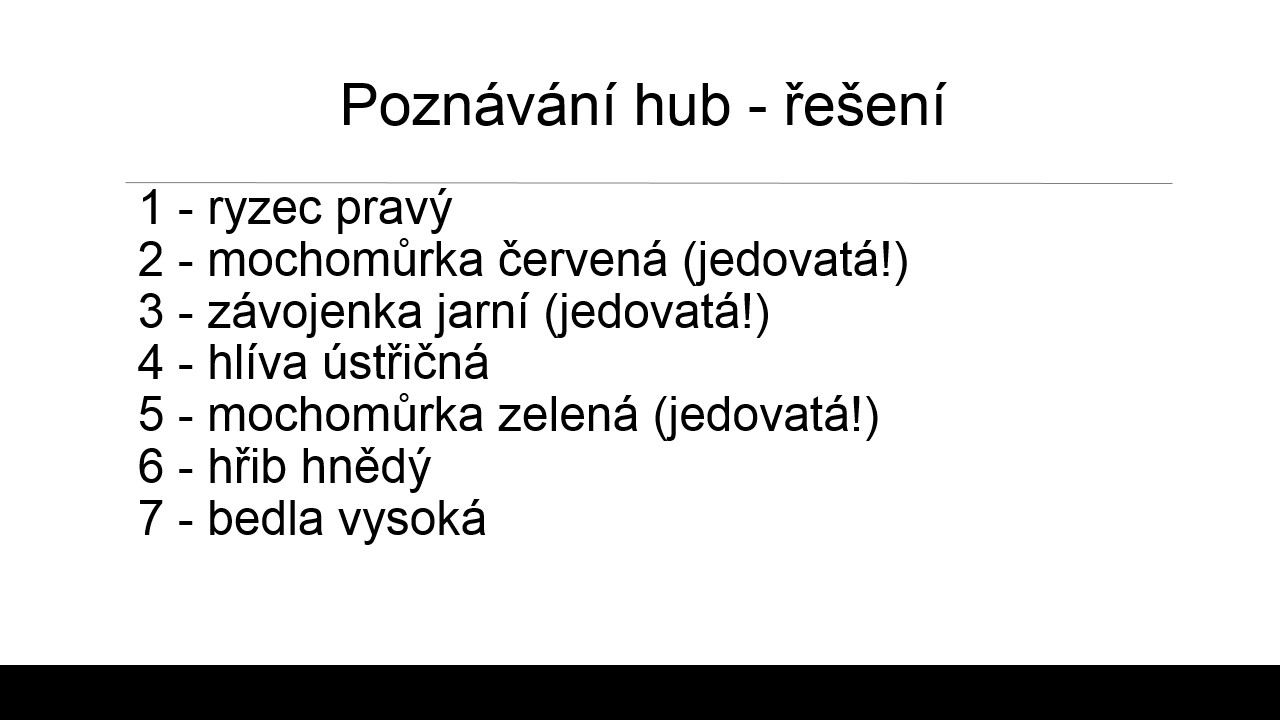 Poznávání hub - řešení
1 - ryzec pravý
2 - mochomůrka červená (jedovatá!)
3 - závojenka jarní (jedovatá!)
4 - hlíva ústřičná
5 - mochomůrka zelená (jedovatá!)
6 - hřib hnědý
7 - bedla vysoká